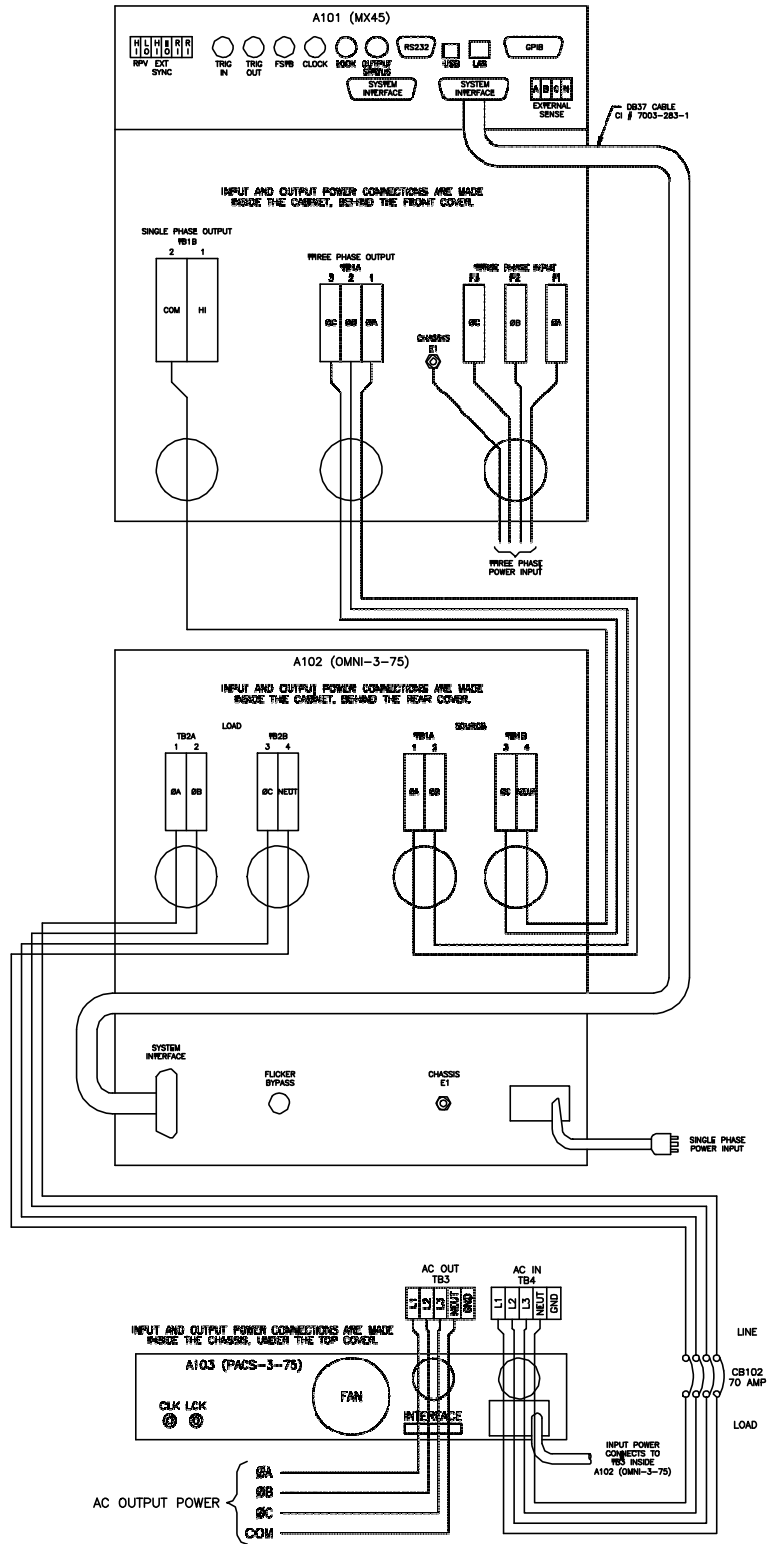 A101 (MX45)
H L H R R
I O I I I
RPV EXT
SYNC
TRIG
IN
TRIG
OUT
FSTB
CLOCK
LOCK
OUTPUT
STATUS
RS232
USB
LAN
GPIB
SYSTEM
INTERFACE
SYSTEM
INTERFACE
A B C N
EXTERNAL
SENSE
DB37 CABLE
CI # 7003-283-1
INPUT AND OUTPUT POWER CONNECTIONS ARE MADE
INSIDE THE CABINET, BEHIND THE FRONT COVER.
SINGLE PHASE OUTPUT
TB1B
2 1
COM HI
THREE PHASE OUTPUT
TB1A
3 2 1
ØC ØB ØA
CHASSIS
E1
THREE PHASE INPUT
F3 F2 F1
ØC ØB ØA
THREE PHASE
POWER INPUT
A102 (OMNI-3-75)
INPUT AND OUTPUT POWER CONNECTIONS ARE MADE
INSIDE THE CABINET, BEHIND THE REAR COVER.
LOAD
TB2A
1 2
ØA ØB
TB2B
3 4
ØC NEUT
SOURCE
TB1A
1 2
ØA ØB
TB1B
3 4
ØC NEUT
SYSTEM
INTERFACE
FLICKER
BYPASS
CHASSIS
E1
SINGLE PHASE
POWER INPUT
AC OUT
TB3
L1 L2 L3 NEUT GND
AC IN
TB4
L1 L2 L3 NEUT GND
INPUT AND OUTPUT POWER CONNECTIONS ARE MADE
INSIDE THE CHASSIS, UNDER THE TOP COVER.
LINE
CB102
70 AMP
LOAD
A103 (PACS-3-75)
CLK LCK
FAN
INTERFACE
INPUT POWER
CONNECTS TO
TB3 INSIDE
A102 (OMNI-3-75)
AC OUTPUT POWER
ØA
ØB
ØC
COM